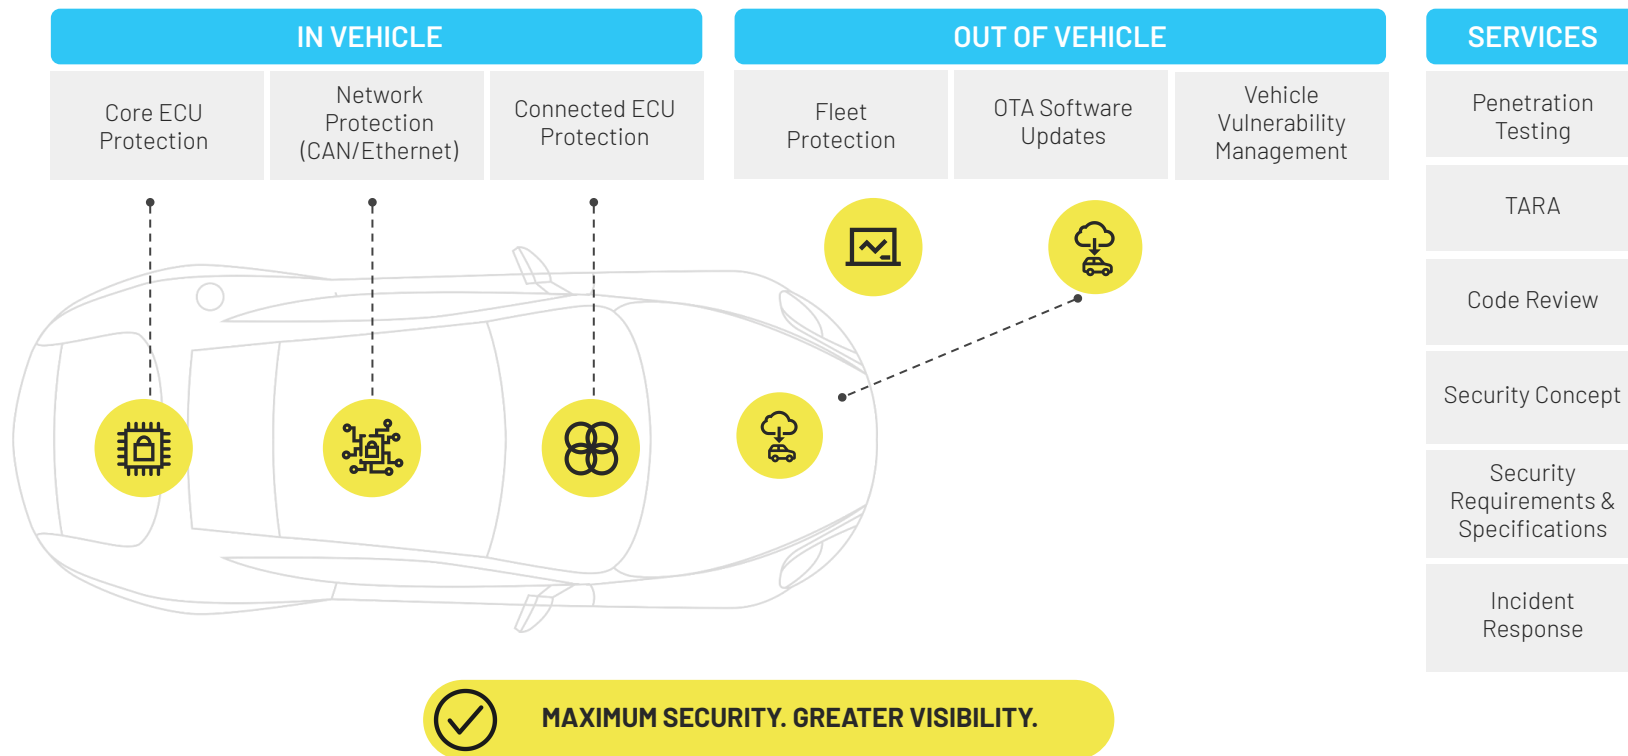 IN VEHICLE
Core ECU
Protection
Network
Protection
(CAN/Ethernet)
Connected ECU
Protection
OUT OF VEHICLE
Fleet
Protection
OTA Software
Updates
Vehicle
Vulnerability
Management
SERVICES
Penetration
Testing
TARA
Code Review
Security Concept
Security
Requirements &
Specifications
Incident
Response
MAXIMUM SECURITY. GREATER VISIBILITY.